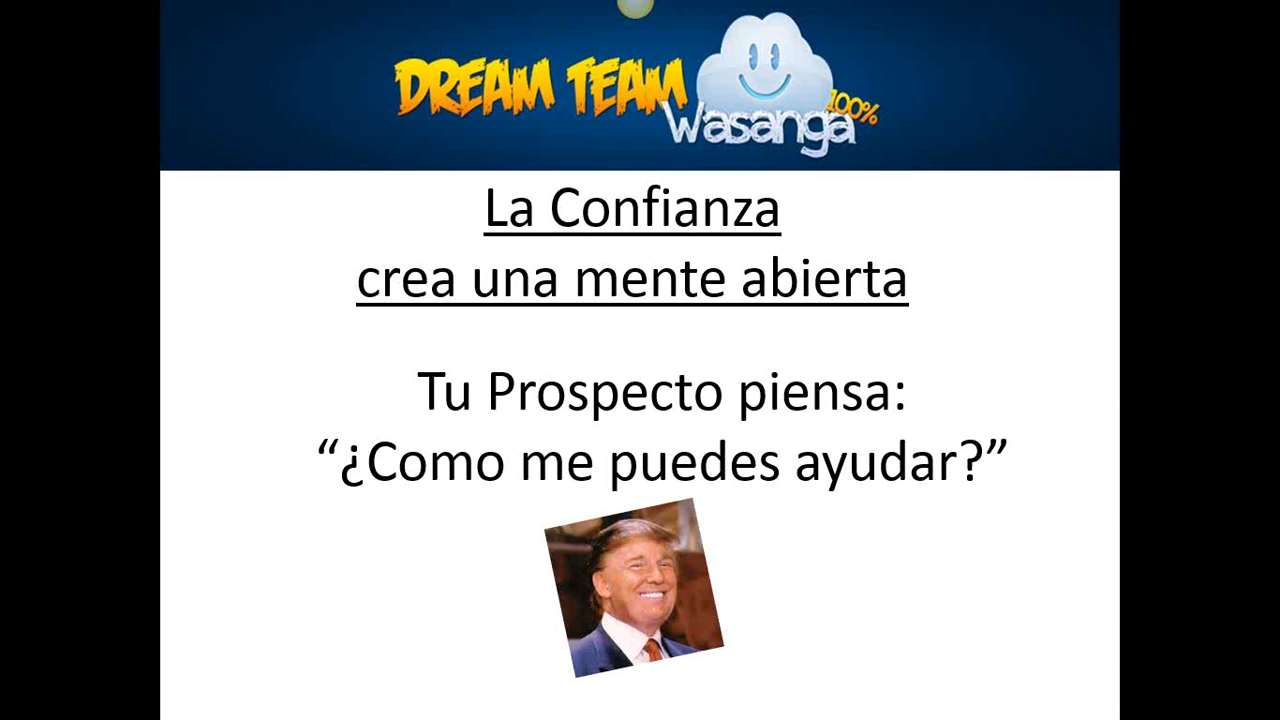 DREAM TEAM
Wasanga
100%
La Confianza
crea una mente abierta
Tu Prospecto piensa:
“¿Como me puedes ayudar?”